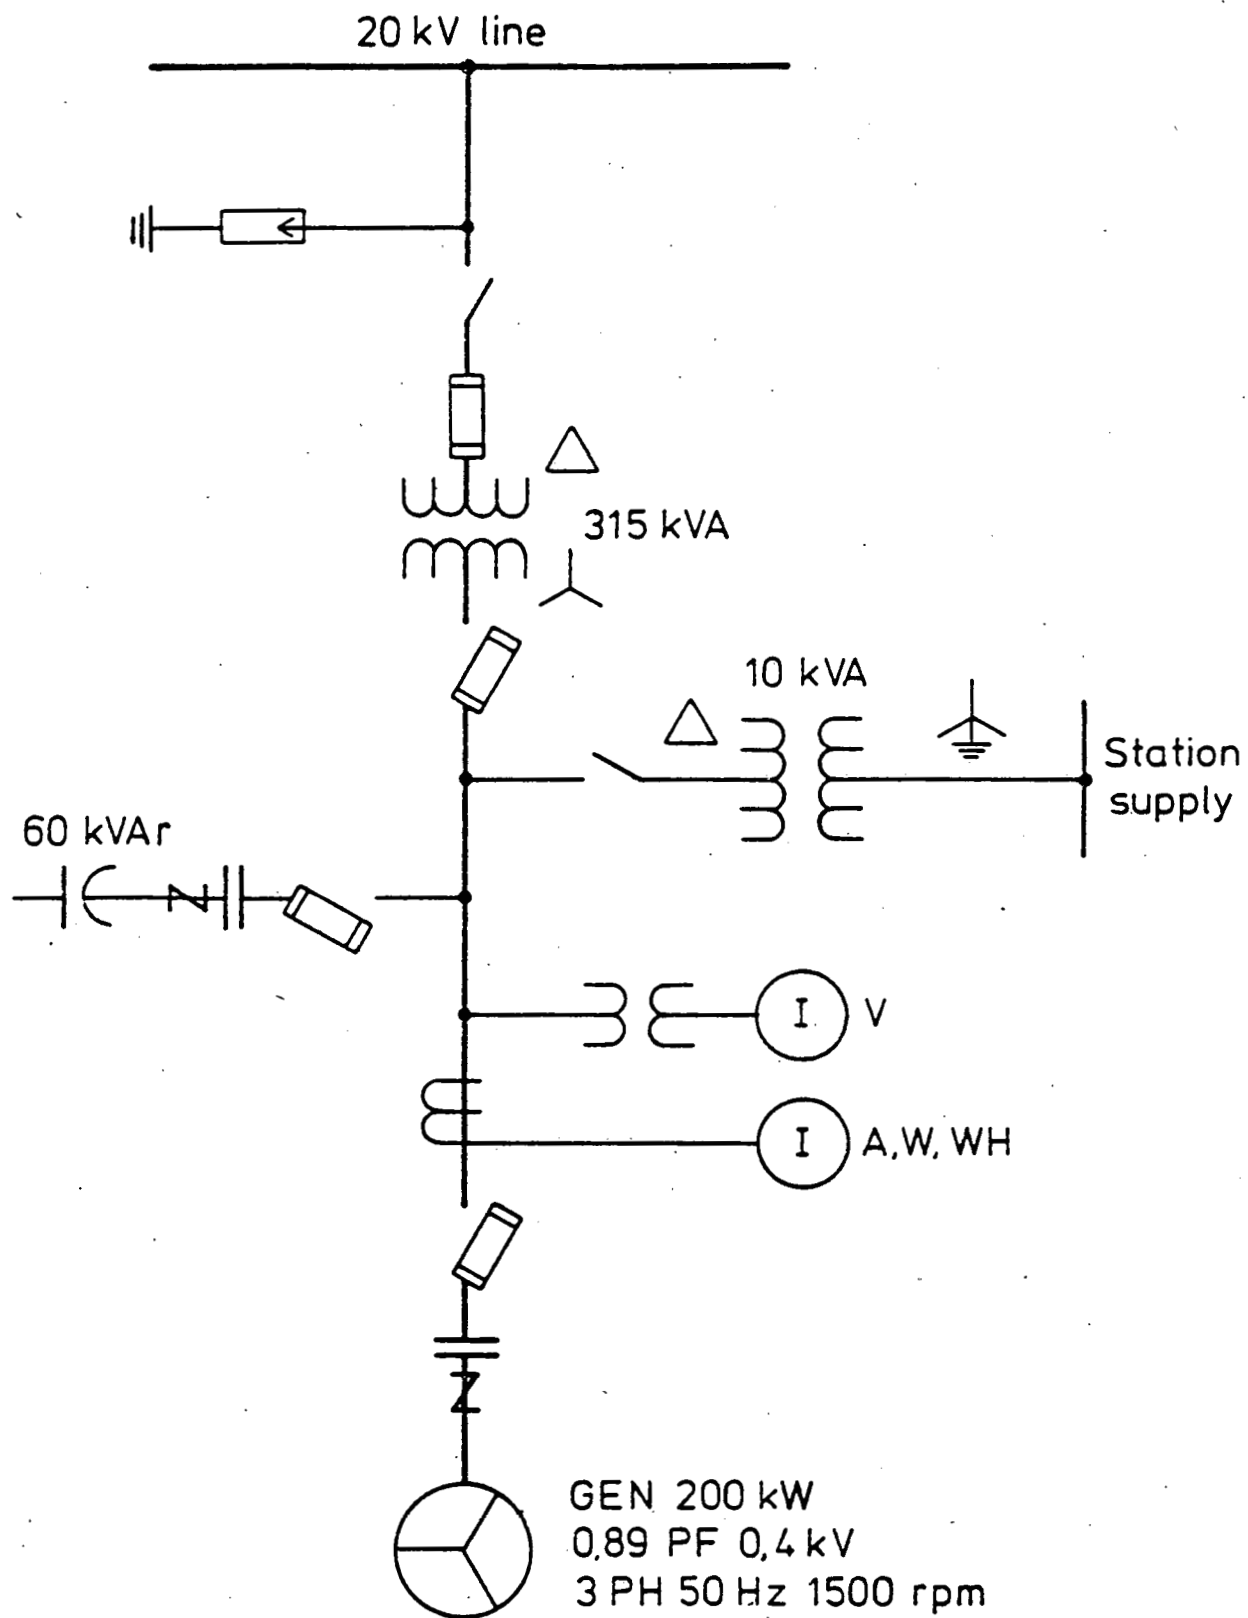 20 kV line
315 kVA
10 kVA
Station
supply
60 kVAr
I V
I A,W, WH
GEN 200 kW
0,89 PF 0,4 kV
3 PH 50 Hz 1500 rpm